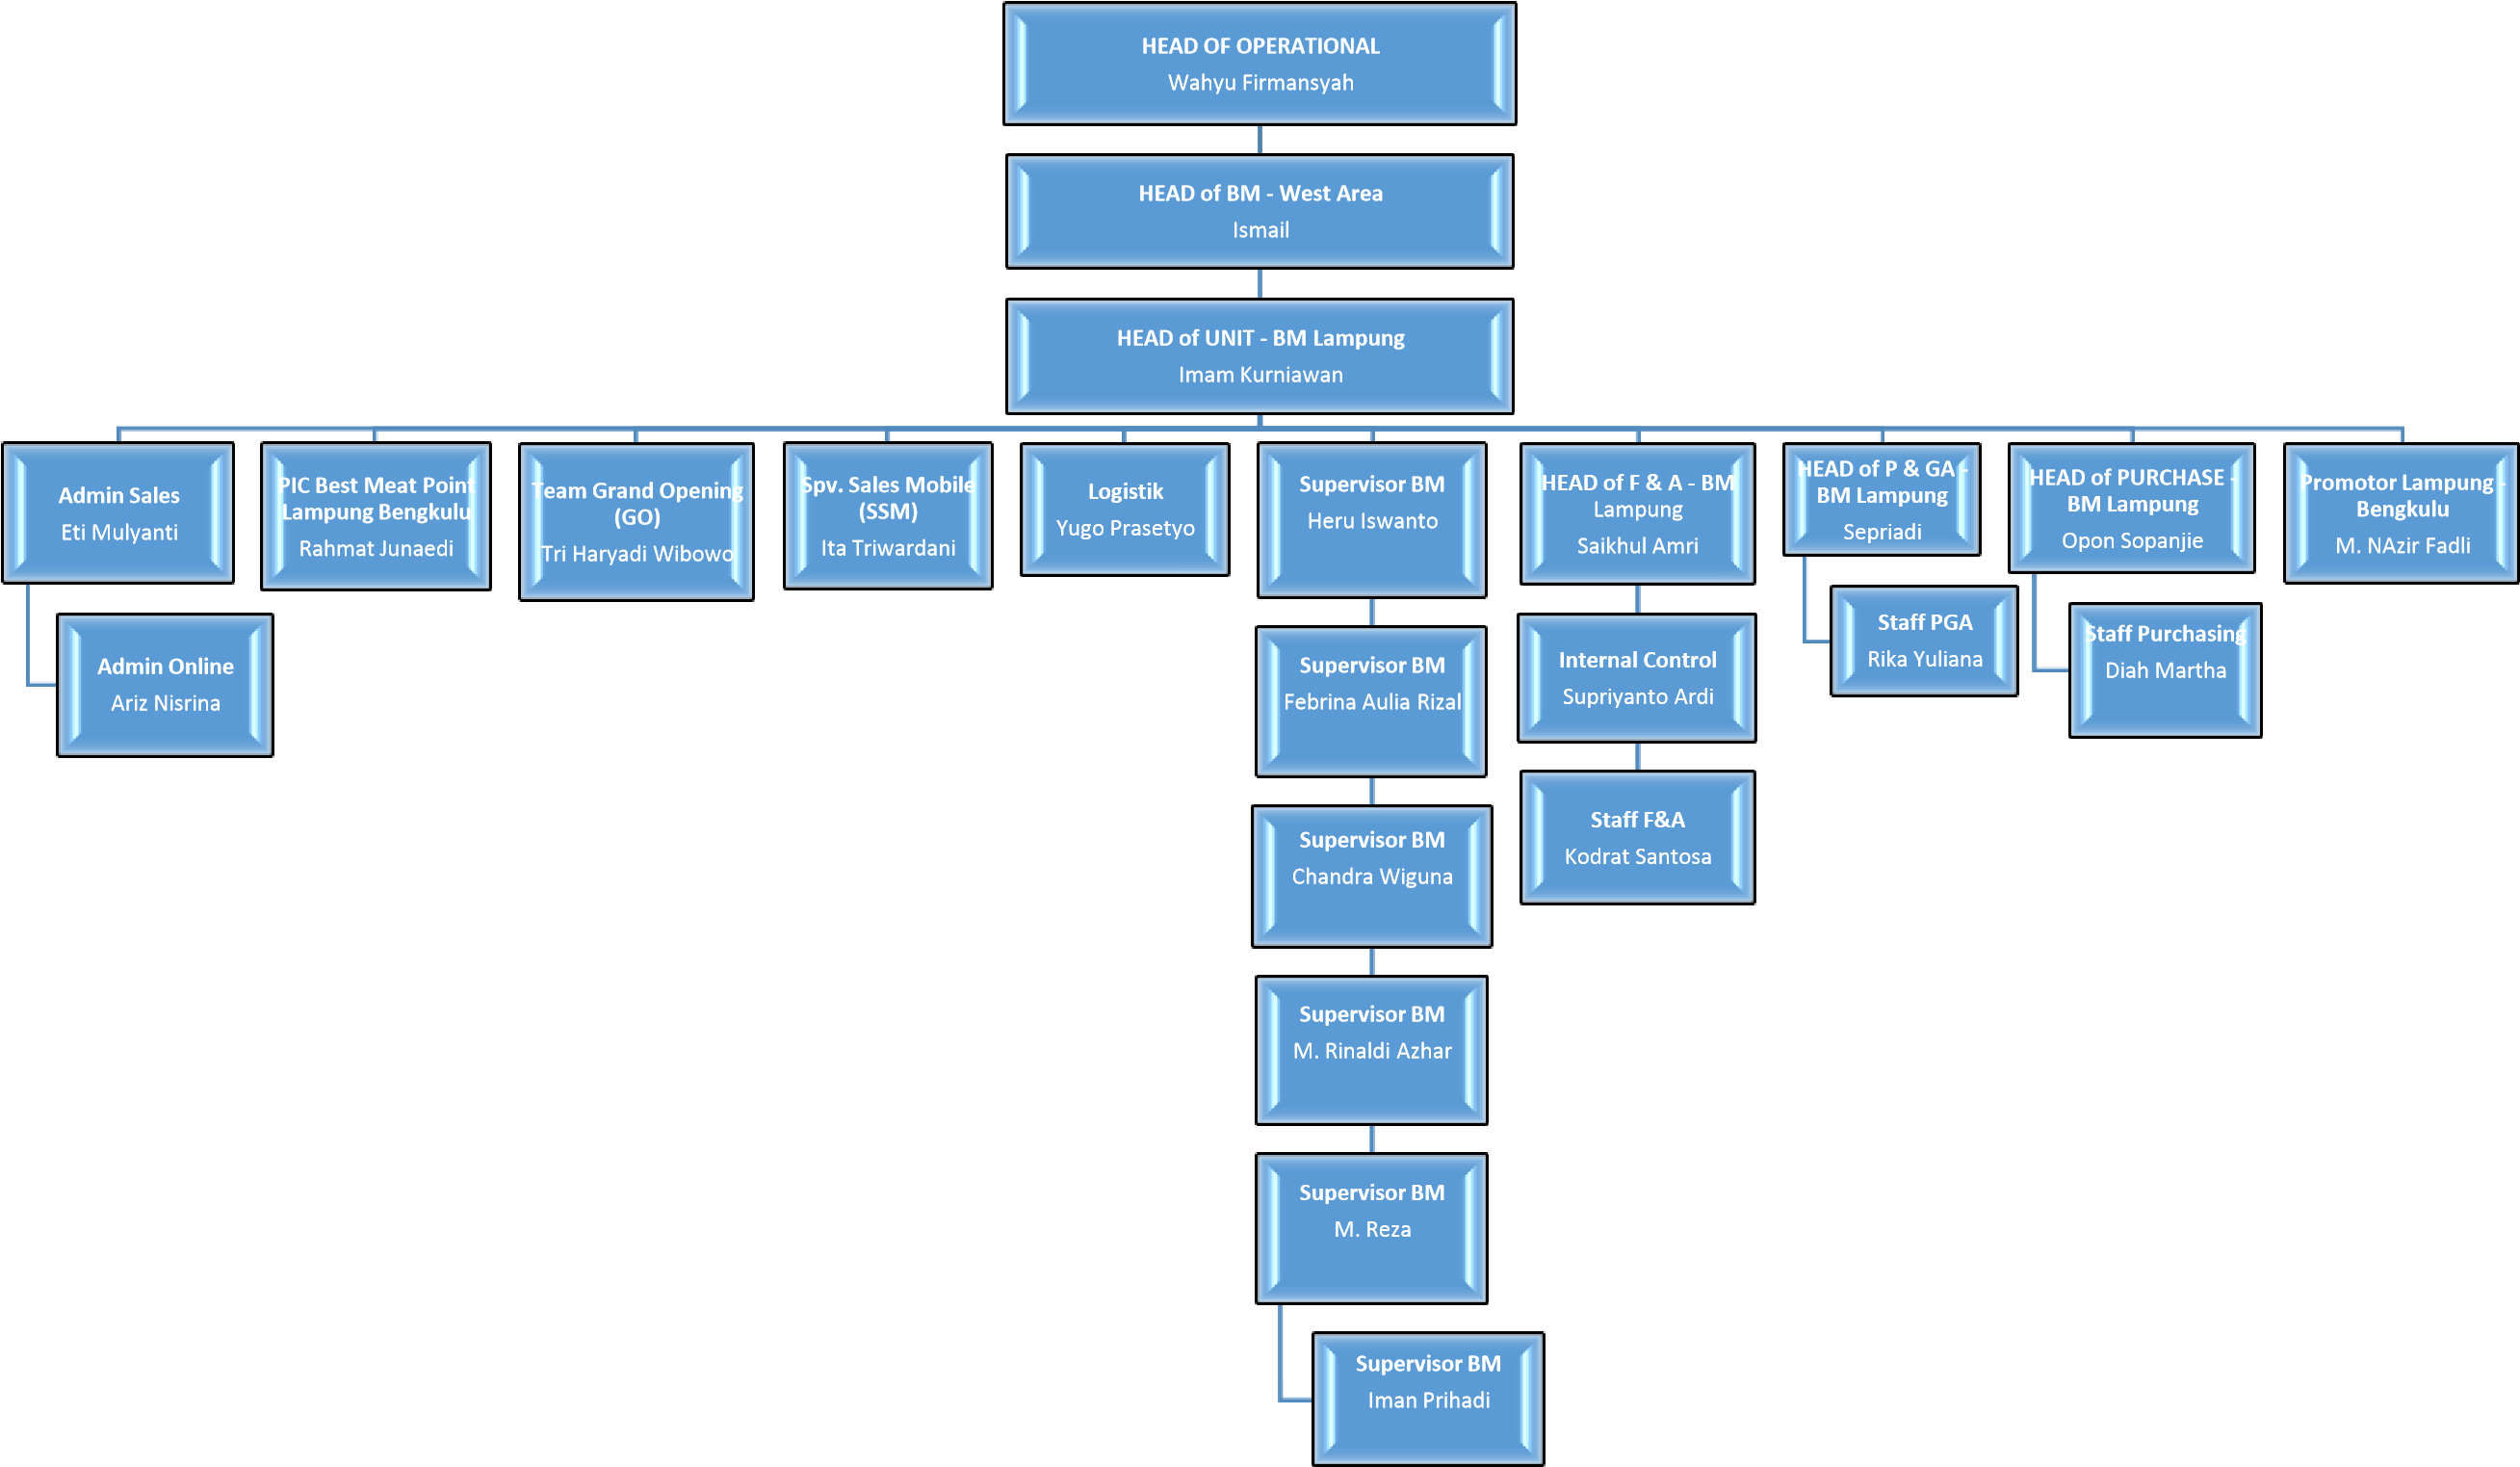 HEAD OF OPERATIONAL
Wahyu Firmansyah
HEAD of BM - West Area
Ismail
HEAD of UNIT - BM Lampung
Imam Kurniawan
Admin Sales
Eti Mulyanti
Admin Online
Ariz Nisrina
PIC Best Meat Point
Lampung Bengkulu
Rahmat Junaedi
Team Grand Opening
(GO)
Tri Haryadi Wibowo
Spv. Sales Mobile
(SSM)
Ita Triwardani
Logistik
Yugo Prasetyo
Supervisor BM
Heru Iswanto
Supervisor BM
Febrina Aulia Rizal
Supervisor BM
Chandra Wiguna
Supervisor BM
M. Rinaldi Azhar
Supervisor BM
M. Reza
Supervisor BM
Iman Prihadi
HEAD of F & A - BM
Lampung
Saikhul Amri
Internal Control
Supriyanto Ardi
Staff F&A
Kodrat Santosa
HEAD of P & GA -
BM Lampung
Sepriadi
Staff PGA
Rika Yuliana
HEAD of PURCHASE -
BM Lampung
Opon Sopanjie
Staff Purchasing
Diah Martha
Promotor Lampung -
Bengkulu
M. NAzir Fadli